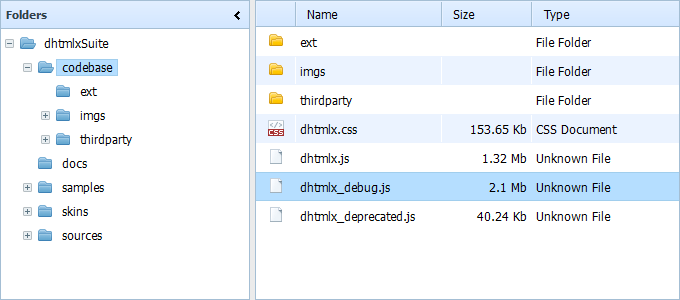 Folders
dhtmlxSuite
codebase
ext
imgs
thirdparty
docs
samples
skins
sources
Name Size Type
ext File Folder
imgs File Folder
thirdparty File Folder
CSS dhtmlx.css 153.65 Kb CSS Document
dhtmlx.js 1.32 Mb Unknown File
dhtmlx_debug.js 2.1 Mb Unknown File
dhtmlx_deprecated.js 40.24 Kb Unknown File